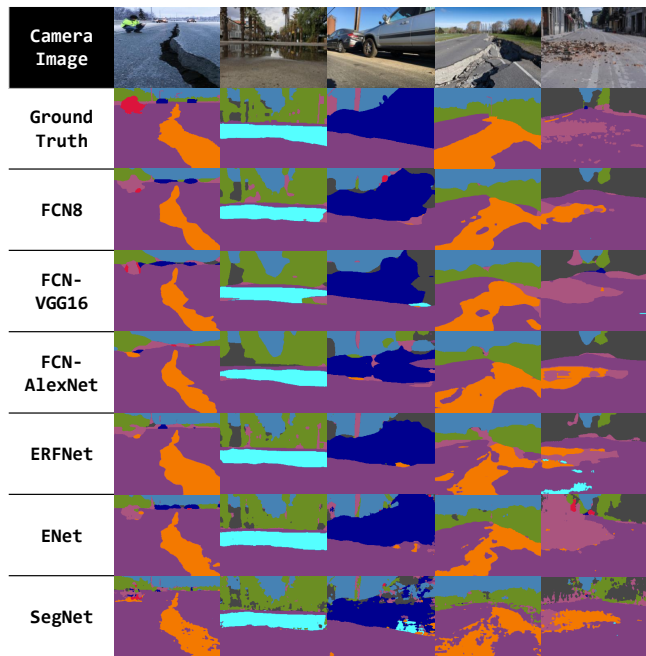 Camera
Image
Ground
Truth
FCN8
FCN-
VGG16
FCN-
AlexNet
ERFNet
ENet
SegNet